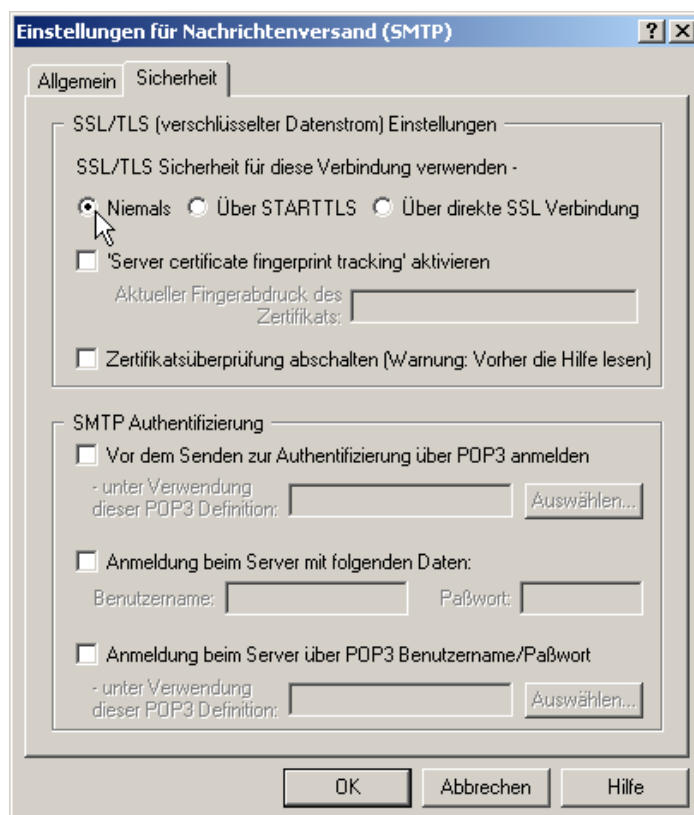 Einstellungen für Nachrichtenversand (SMTP)
Allgemein Sicherheit
SSL/TLS (verschlüsselter Datenstrom) Einstellungen
SSL/TLS Sicherheit für diese Verbindung verwenden -
Niemals Über STARTTLS Über direkte SSL Verbindung
'Server certificate fingerprint tracking' aktivieren
Aktueller Fingerabdruck des
Zertifikats:
Zertifikatsüberprüfung abschalten (Warnung: Vorher die Hilfe lesen)
SMTP Authentifizierung
Vor dem Senden zur Authentifizierung über POP3 anmelden
- unter Verwendung
dieser POP3 Definition: Auswählen...
Anmeldung beim Server mit folgenden Daten:
Benutzername: Paßwort:
Anmeldung beim Server über POP3 Benutzername/Paßwort
- unter Verwendung
dieser POP3 Definition: Auswählen...
OK Abbrechen Hilfe